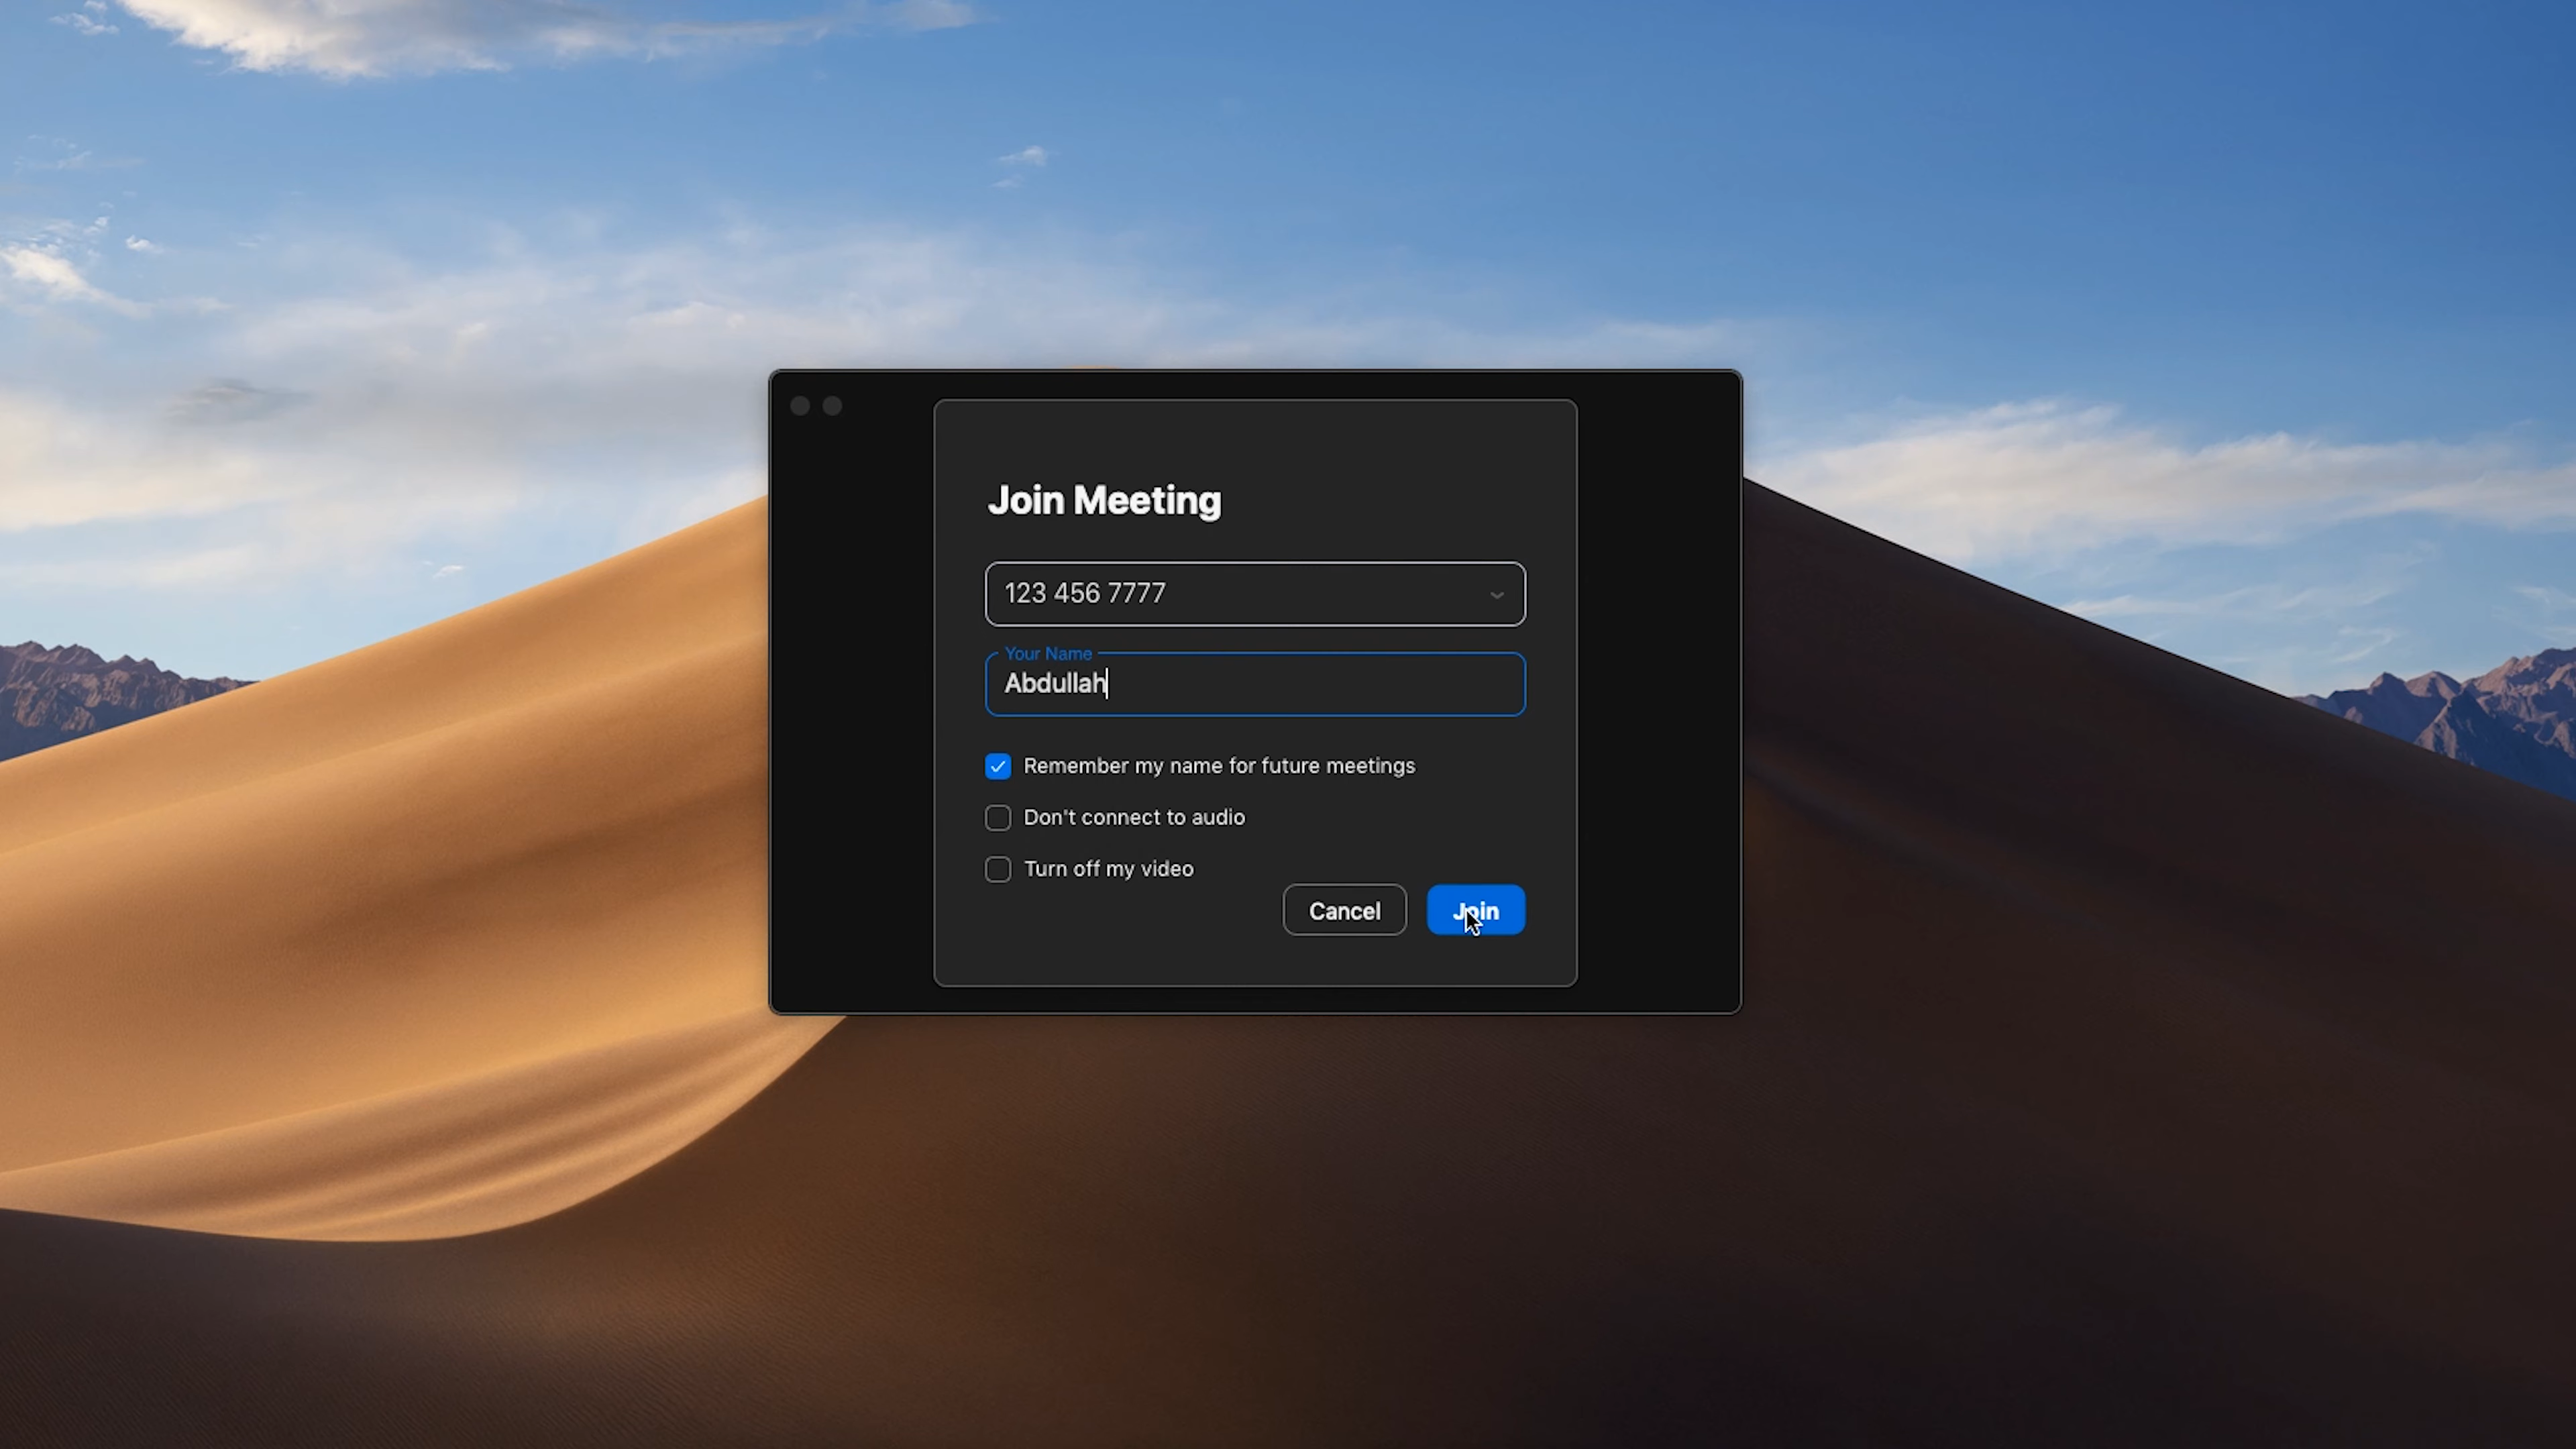 Join Meeting
123 456 7777
Your Name
Abdullah
Remember my name for future meetings
Don't connect to audio
Turn off my video
Cancel
Join